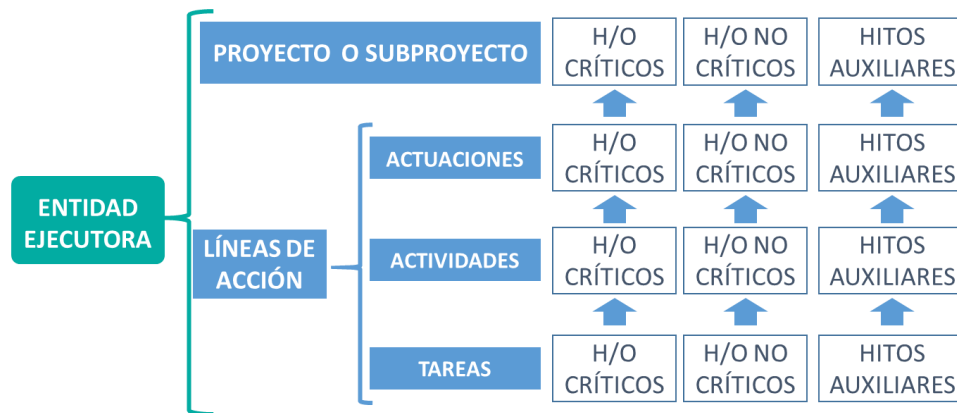 PROYECTO O SUBPROYECTO
H/O
CRÍTICOS
H/O NO
CRÍTICOS
HITOS
AUXILIARES
ENTIDAD
EJECUTORA
LÍNEAS DE
ACCIÓN
ACTUACIONES
H/O
CRÍTICOS
H/O NO
CRÍTICOS
HITOS
AUXILIARES
ACTIVIDADES
H/O
CRÍTICOS
H/O NO
CRÍTICOS
HITOS
AUXILIARES
TAREAS
H/O
CRÍTICOS
H/O NO
CRÍTICOS
HITOS
AUXILIARES